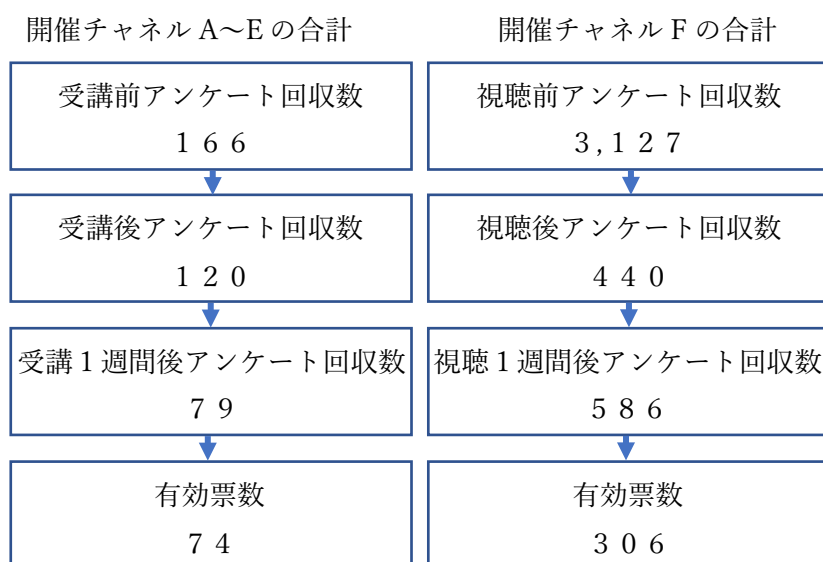 開催チャネル A～E の合計
受講前アンケート回収数
１６６
受講後アンケート回収数
１２０
受講１週間後アンケート回収数
７９
有効票数
７４
開催チャネル F の合計
視聴前アンケート回収数
３,１２７
視聴後アンケート回収数
４４０
視聴１週間後アンケート回収数
５８６
有効票数
３０６